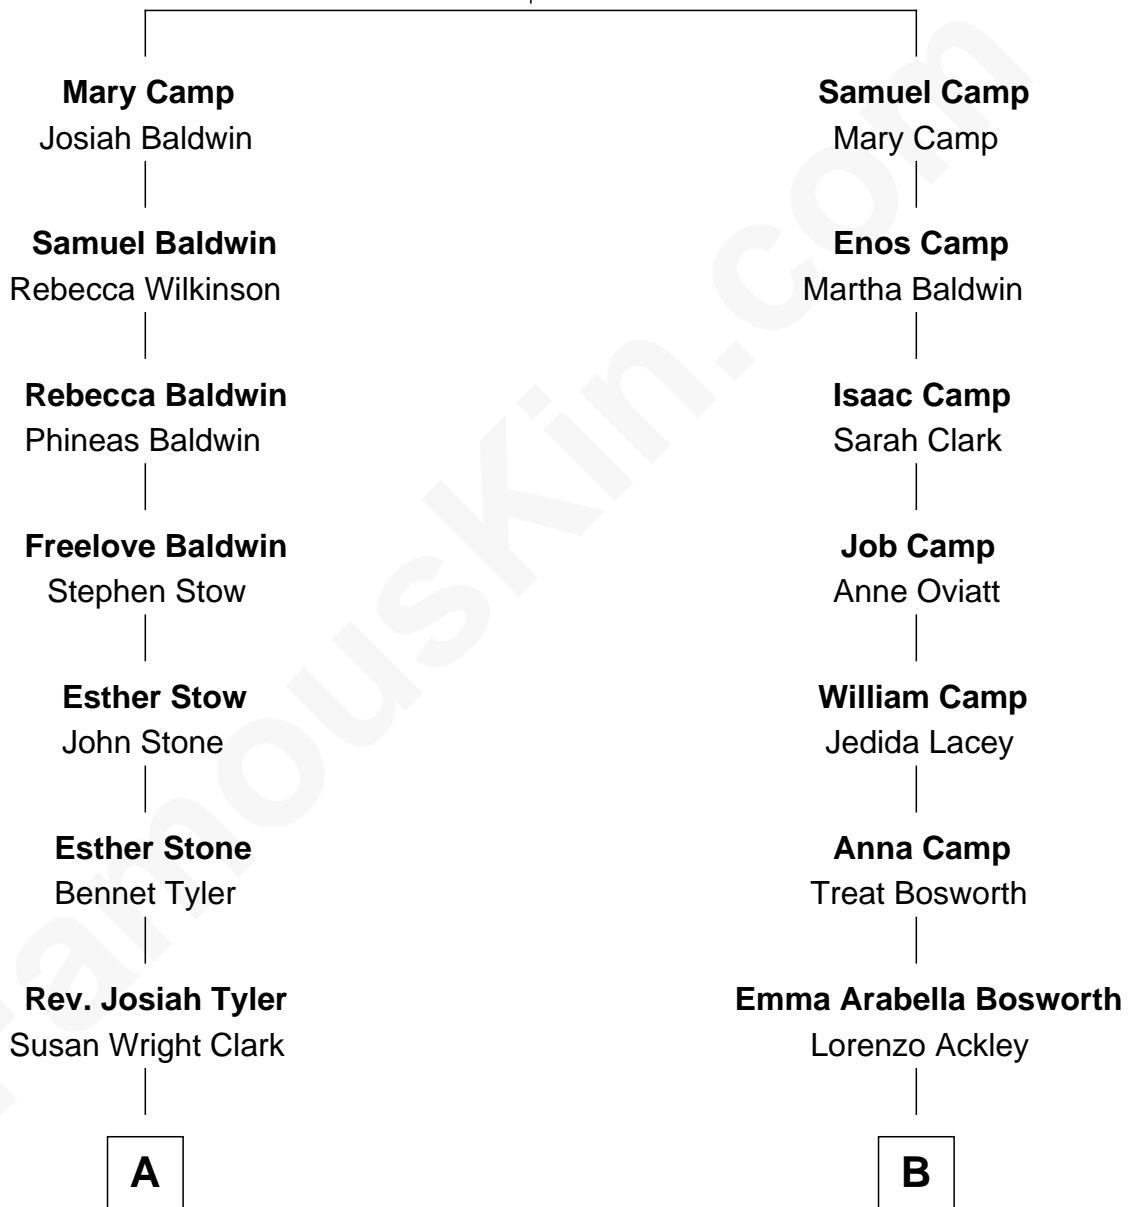 Mary Camp
Josiah Baldwin
Samuel Baldwin
Rebecca Wilkinson
Rebecca Baldwin
Phineas Baldwin
Freelove Baldwin
Stephen Stow
Esther Stow
John Stone
Esther Stone
Bennet Tyler
Rev. Josiah Tyler
Susan Wright Clark
A
Samuel Camp
Mary Camp
Enos Camp
Martha Baldwin
Isaac Camp
Sarah Clark
Job Camp
Anne Oviatt
William Camp
Jedida Lacey
Anna Camp
Treat Bosworth
Emma Arabella Bosworth
Lorenzo Ackley
B
FamousKin.com